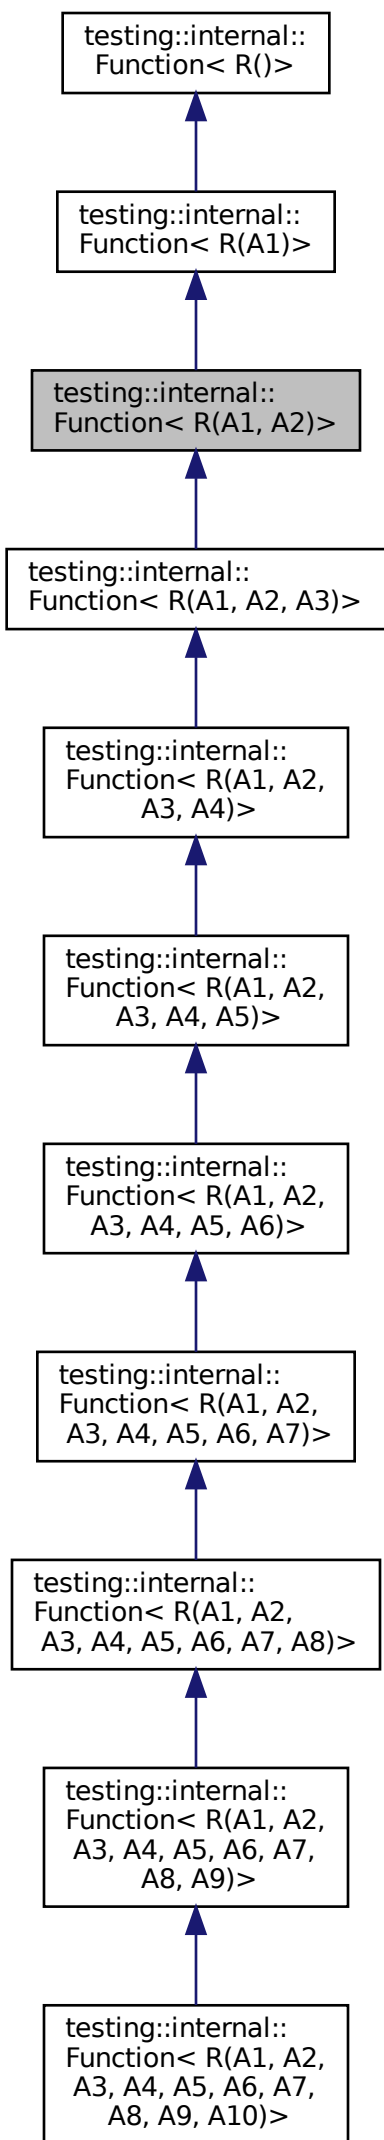 testing::internal::
Function< R()>
testing::internal::
Function< R(A1)>
testing::internal::
Function< R(A1, A2)>
testing::internal::
Function< R(A1, A2, A3)>
testing::internal::
Function< R(A1, A2,
A3, A4)>
testing::internal::
Function< R(A1, A2,
A3, A4, A5)>
testing::internal::
Function< R(A1, A2,
A3, A4, A5, A6)>
testing::internal::
Function< R(A1, A2,
A3, A4, A5, A6, A7)>
testing::internal::
Function< R(A1, A2,
A3, A4, A5, A6, A7, A8)>
testing::internal::
Function< R(A1, A2,
A3, A4, A5, A6, A7,
A8, A9)>
testing::internal::
Function< R(A1, A2,
A3, A4, A5, A6, A7,
A8, A9, A10)>